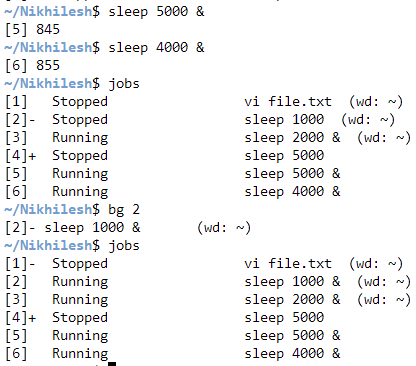 ~/Nikhilesh$ sleep 5000 &
[5] 845
~/Nikhilesh$ sleep 4000 &
[6] 855
~/Nikhilesh$ jobs
[1]   Stopped                 vi file.txt  (wd: ~)
[2]-  Stopped                 sleep 1000  (wd: ~)
[3]   Running                 sleep 2000 &  (wd: ~)
[4]+  Stopped                 sleep 5000
[5]   Running                 sleep 5000 &
[6]   Running                 sleep 4000 &
~/Nikhilesh$ bg 2
[2]- sleep 1000 &       (wd: ~)
~/Nikhilesh$ jobs
[1]-  Stopped                 vi file.txt  (wd: ~)
[2]   Running                 sleep 1000 &  (wd: ~)
[3]   Running                 sleep 2000 &  (wd: ~)
[4]+  Stopped                 sleep 5000
[5]   Running                 sleep 5000 &
[6]   Running                 sleep 4000 &
~/Nikhilesh$